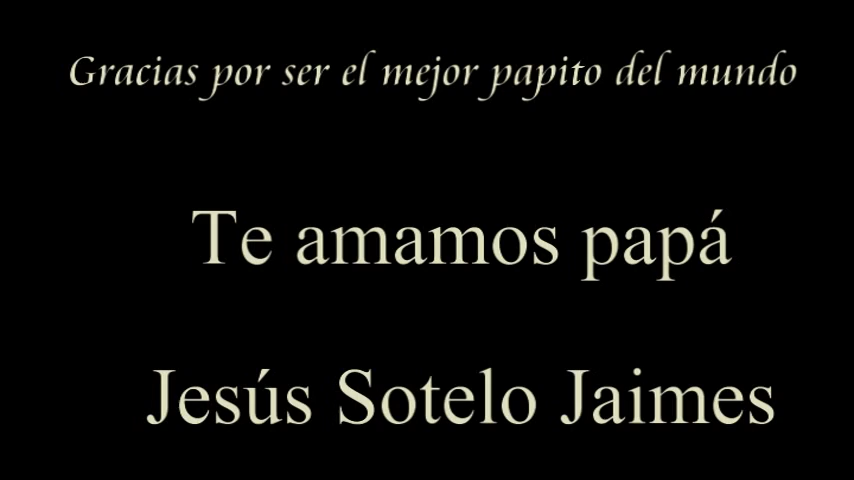 Gracias por ser el mejor papito del mundo
Te amamos papá
Jesús Sotelo Jaimes